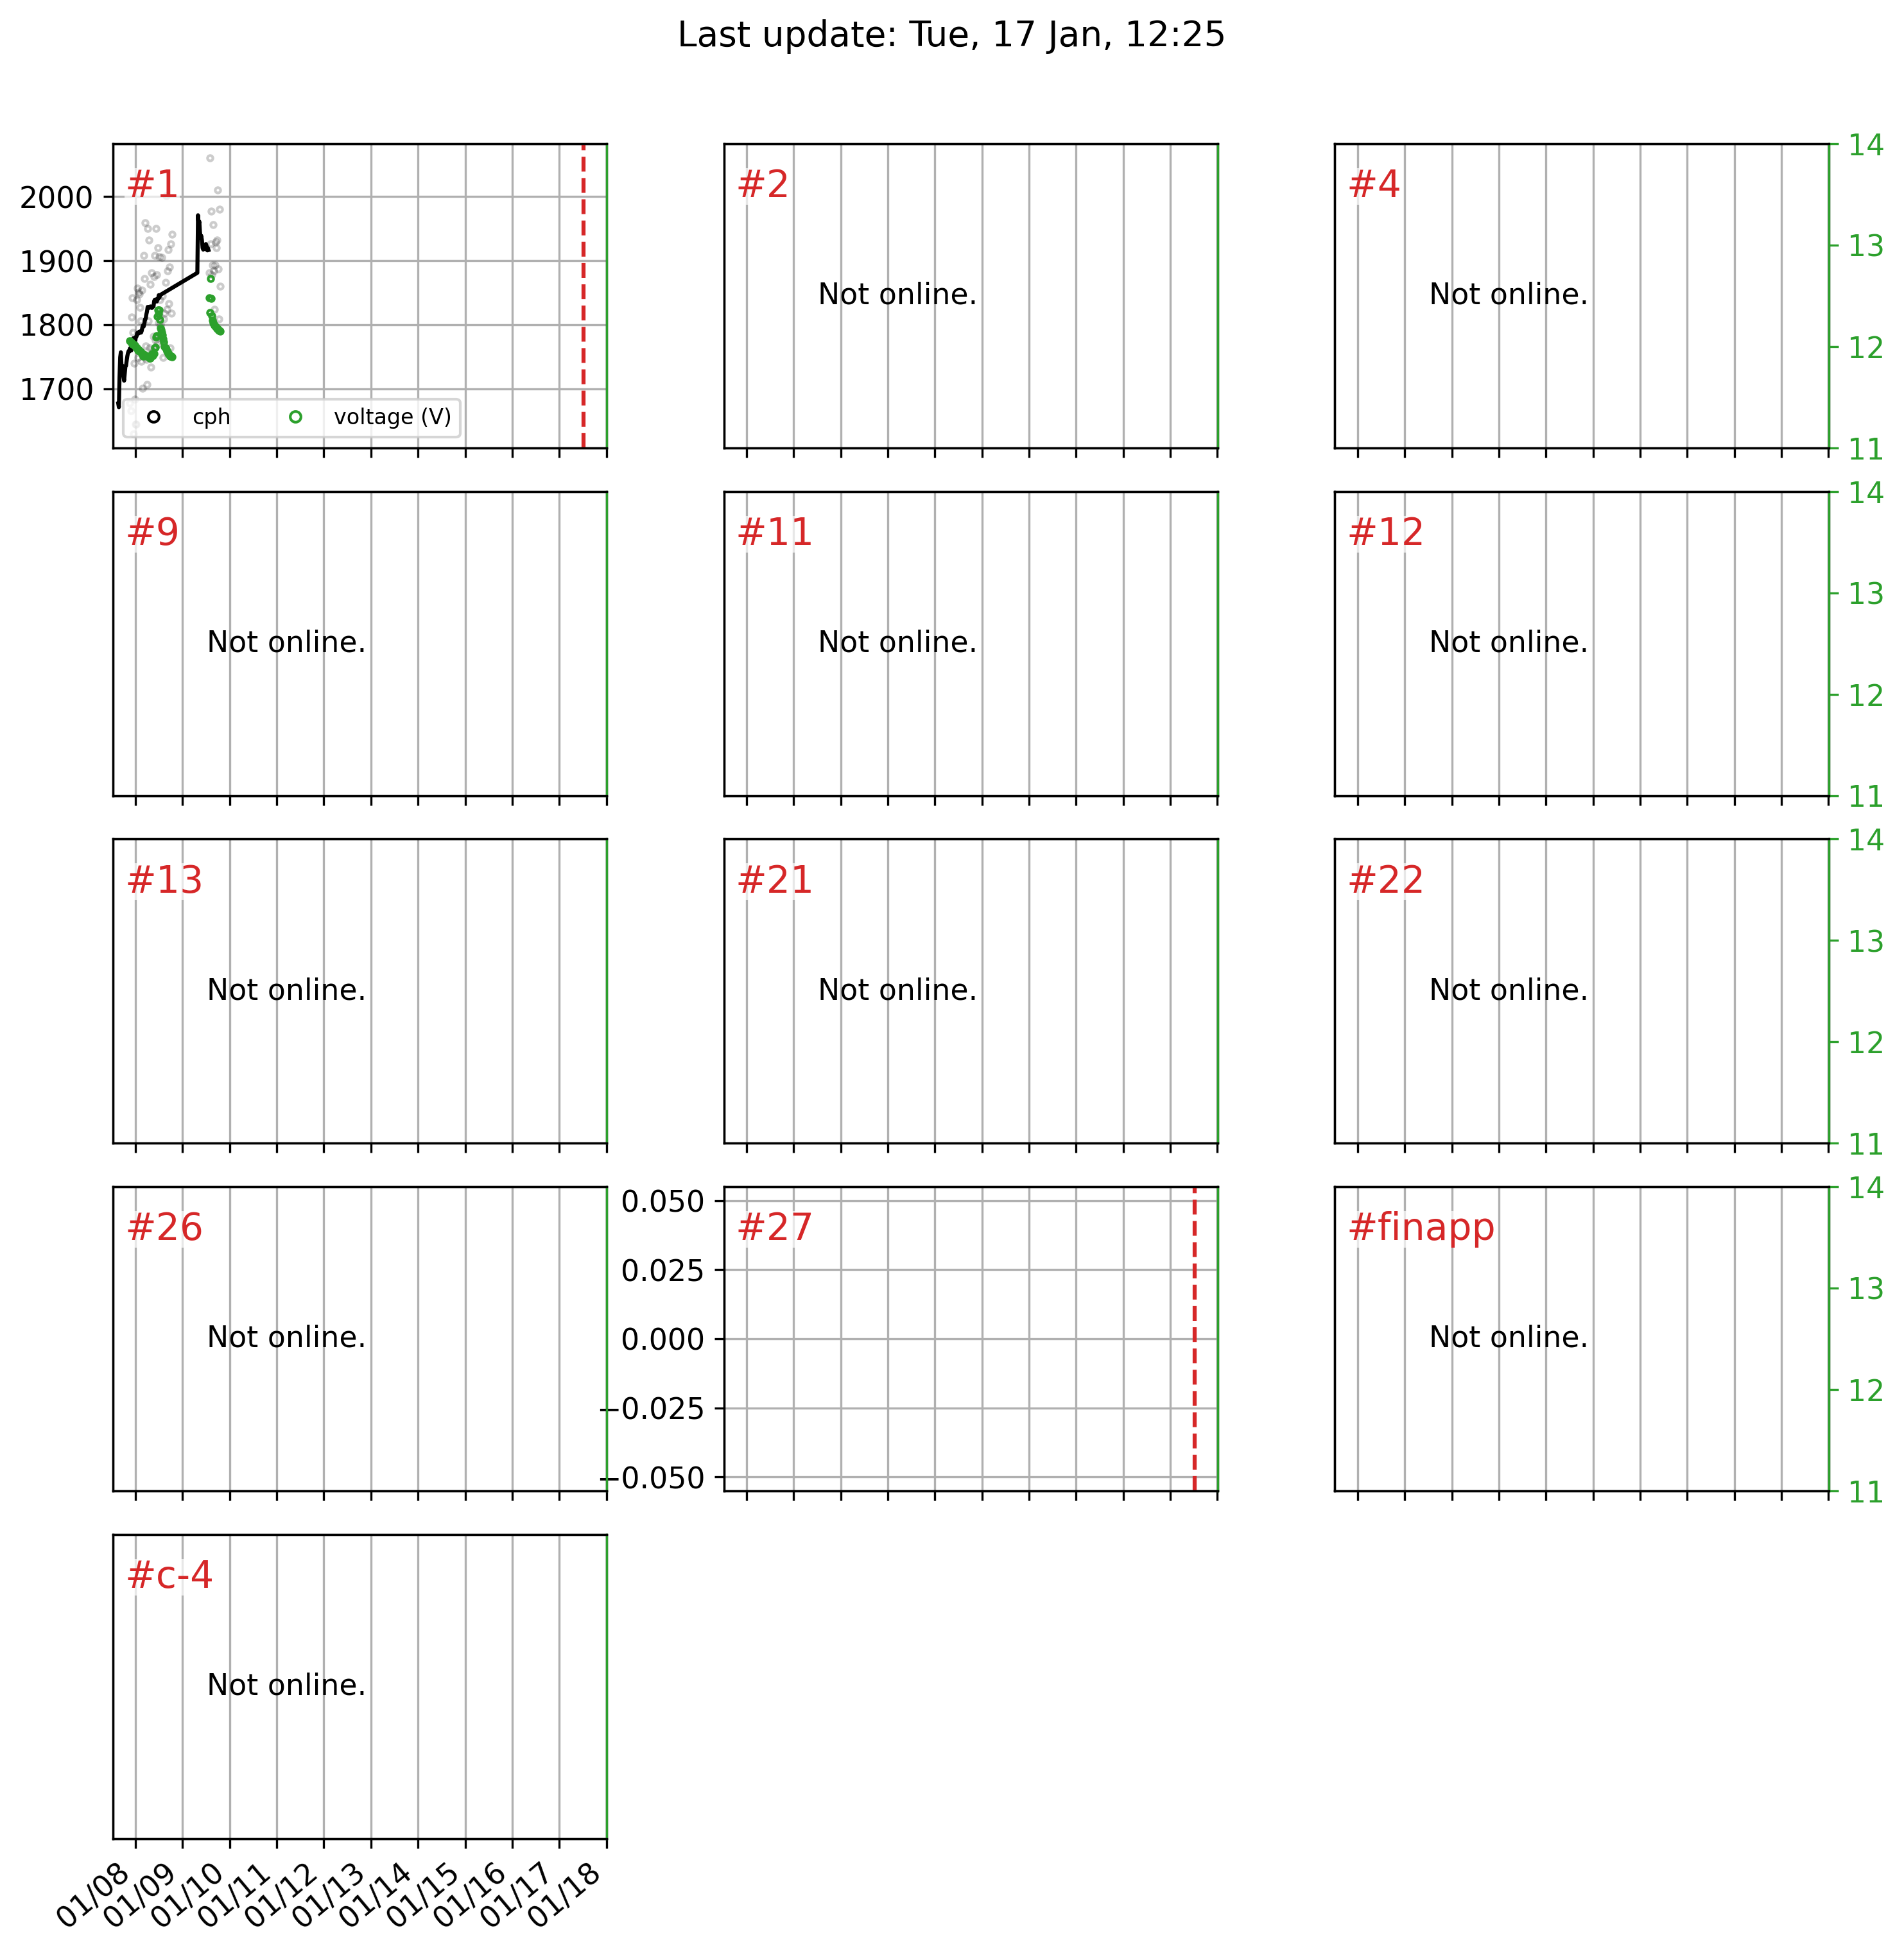 Last update: Tue, 17 Jan, 12:25
#1
2000
1900
1800
1700
cph
voltage (V)
#2
Not online.
#4
Not online.
14
13
12
11
#9
Not online.
#11
Not online.
#12
Not online.
14
13
12
11
#13
Not online.
#21
Not online.
#22
Not online.
14
13
12
11
#26
Not online.
0.050
0.025
0.000
−0.025
−0.050
#27
#finapp
Not online.
14
13
12
11
#c-4
Not online.
01/08
01/09
01/10
01/11
01/12
01/13
01/14
01/15
01/16
01/17
01/18